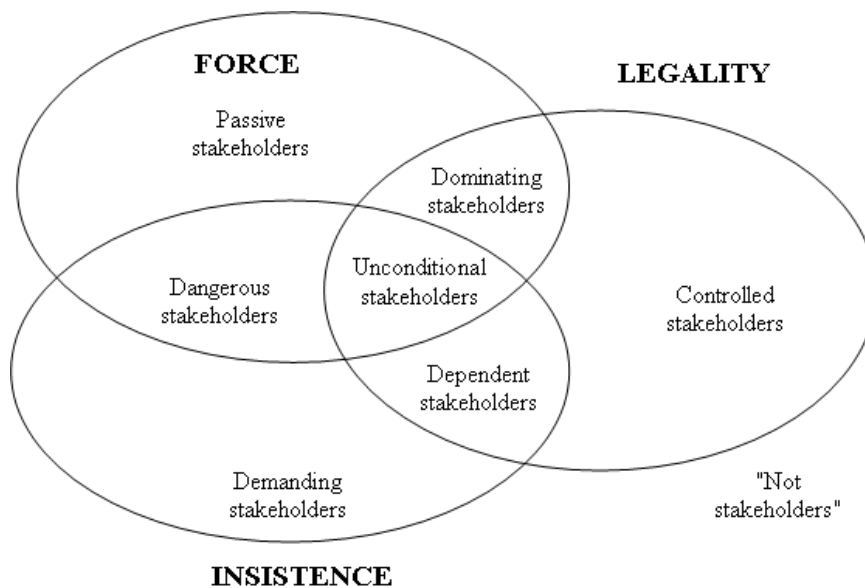 FORCE
LEGALITY
Passive
stakeholders
Dominating
stakeholders
Unconditional
stakeholders
Dangerous
stakeholders
Controlled
stakeholders
Dependent
stakeholders
Demanding
stakeholders
"Not
stakeholders"
INSISTENCE